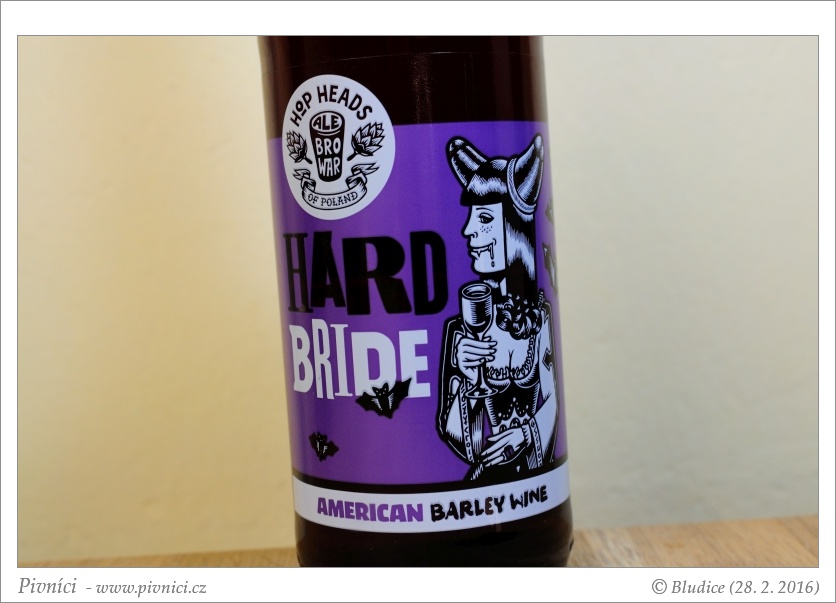 HOP HEADS
ALE
BRO
WAR
OF POLAND
HARD
BRIDE
AMERICAN BARLEY WINE
Pivníci - www.pivnici.cz
© Bludice (28. 2. 2016)